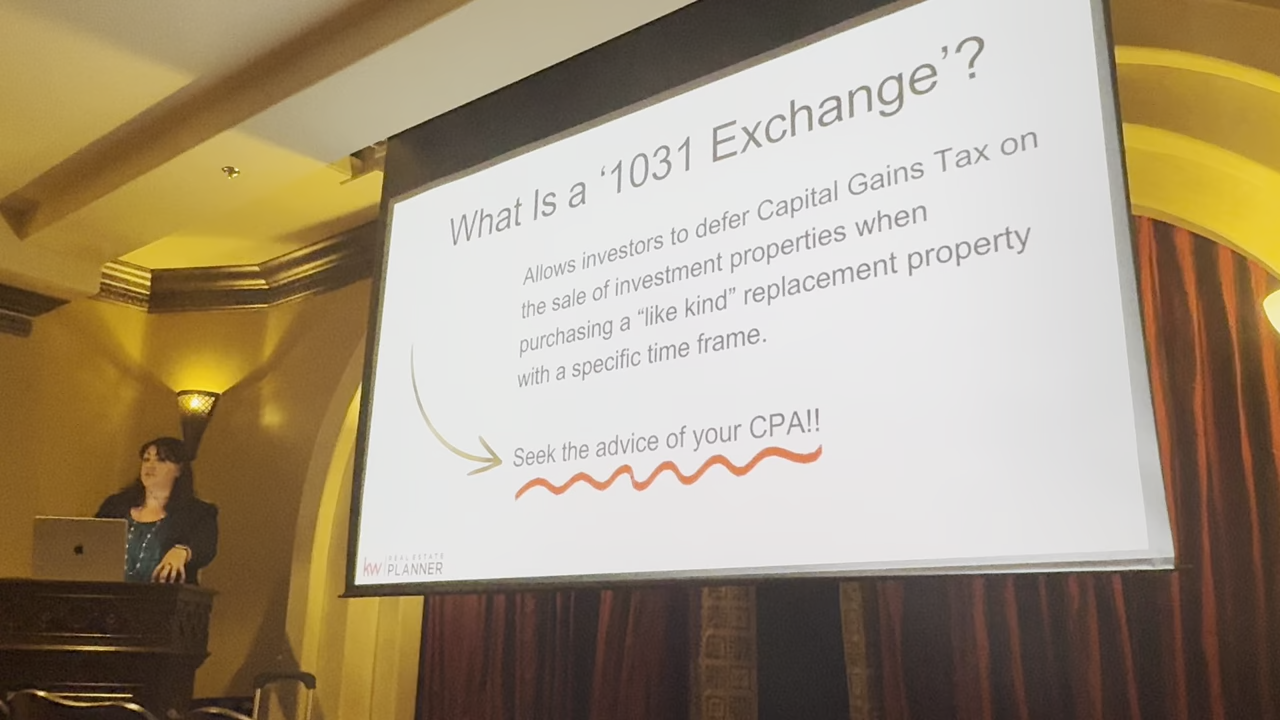 What Is a ‘1031 Exchange’?
Allows investors to defer Capital Gains Tax on
the sale of investment properties when
purchasing a “like kind” replacement property
with a specific time frame.
Seek the advice of your CPA!!
kw REAL ESTATE
PLANNER